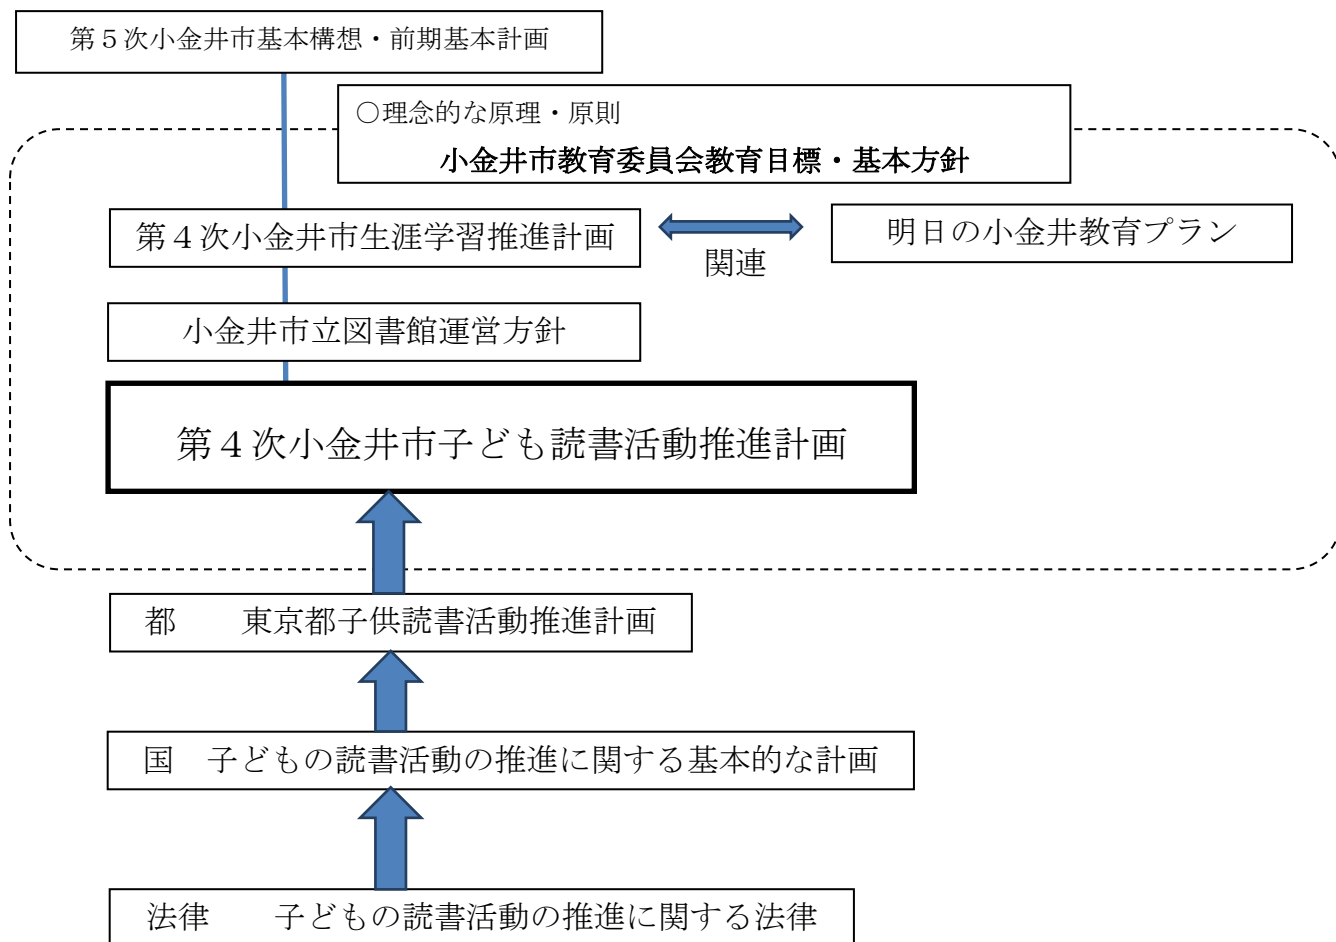 第５次小金井市基本構想・前期基本計画
○理念的な原理・原則
小金井市教育委員会教育目標・基本方針
第４次小金井市生涯学習推進計画
関連
明日の小金井教育プラン
小金井市立図書館運営方針
第４次小金井市子ども読書活動推進計画
都　　東京都子供読書活動推進計画
国　子どもの読書活動の推進に関する基本的な計画
法律　　子どもの読書活動の推進に関する法律